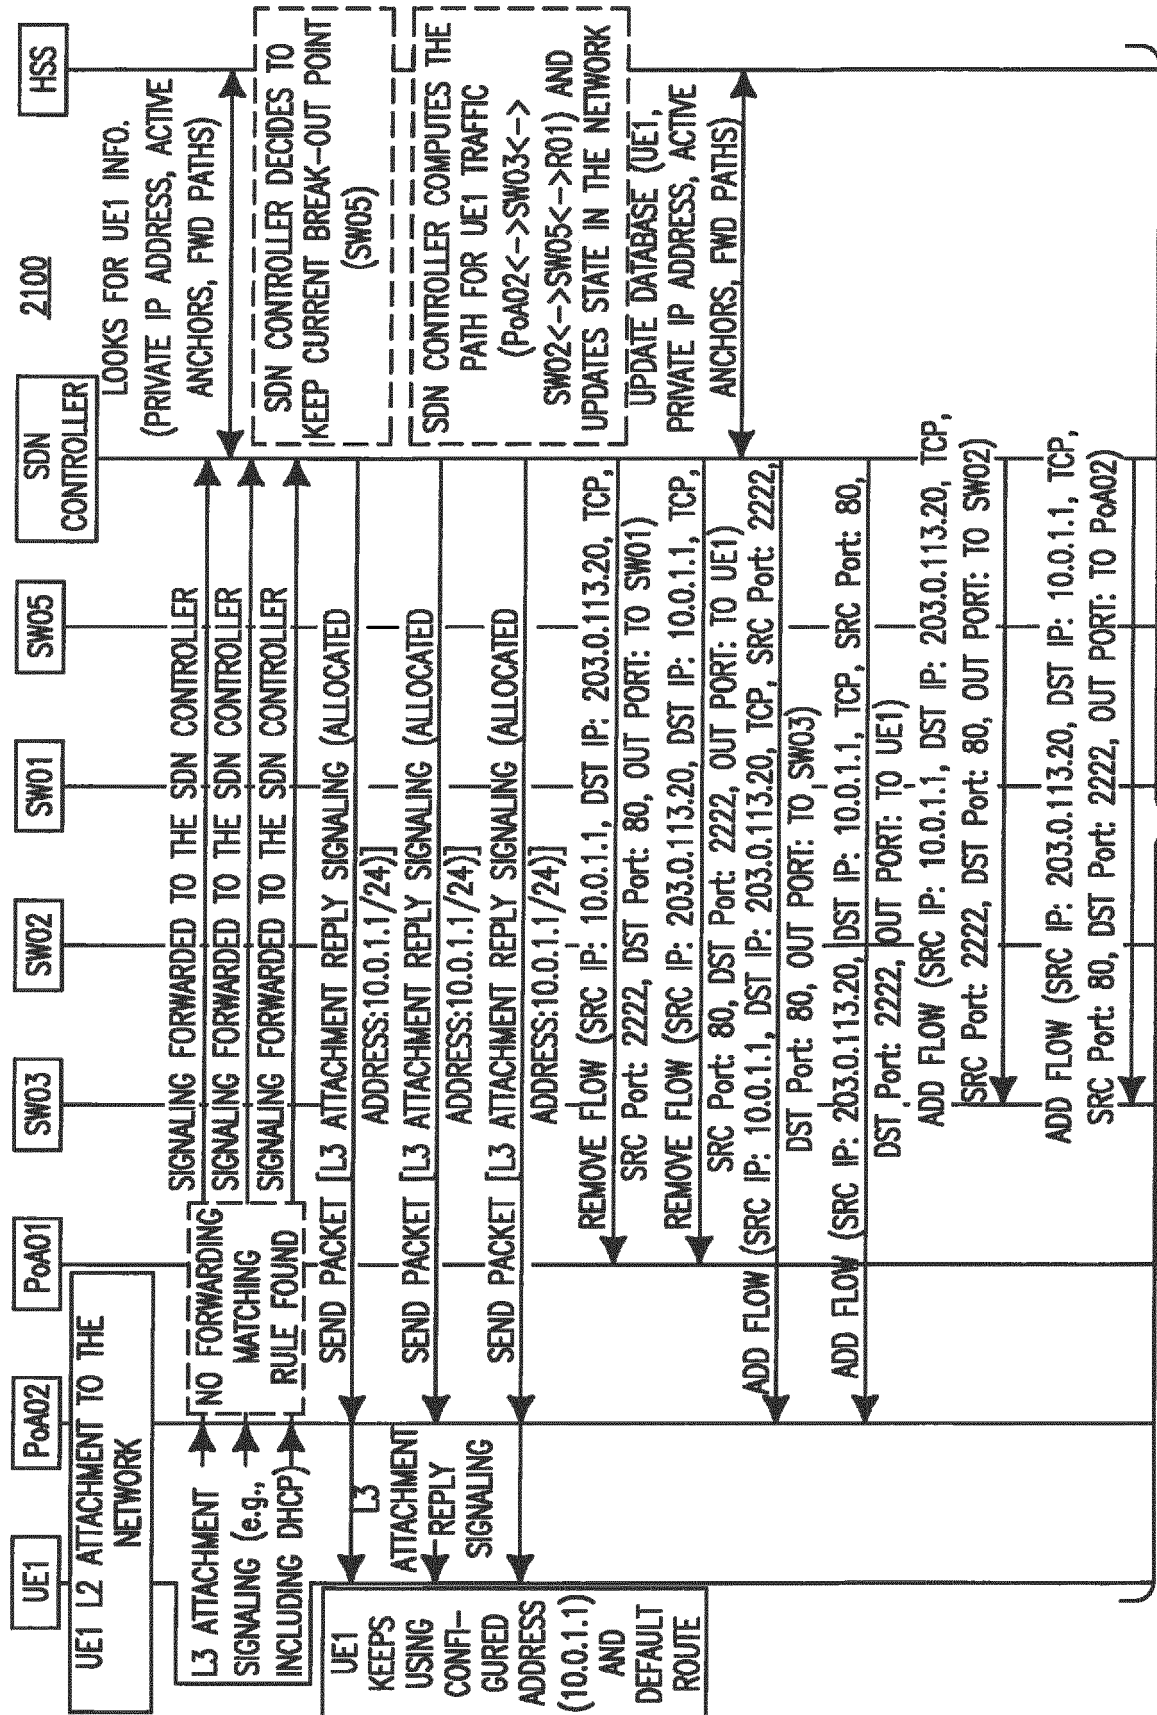 2100
UE1
PoA02
PoA01
SW03
SW02
SW01
SW05
SDN
CONTROLLER
HSS
UE1 L2 ATTACHMENT TO THE
NETWORK
LOOKS FOR UE1 INFO.
(PRIVATE IP ADDRESS, ACTIVE
ANCHORS, FWD PATHS)
L3 ATTACHMENT
SIGNALING (e.g.,
INCLUDING DHCP)
NO FORWARDING
MATCHING
RULE FOUND
SIGNALING FORWARDED TO THE SDN CONTROLLER
SIGNALING FORWARDED TO THE SDN CONTROLLER
SIGNALING FORWARDED TO THE SDN CONTROLLER
SDN CONTROLLER DECIDES TO
KEEP CURRENT BREAK-OUT POINT
(SW05)
SEND PACKET [L3 ATTACHMENT REPLY SIGNALING (ALLOCATED
ADDRESS:10.0.1.1/24)]
SEND PACKET [L3 ATTACHMENT REPLY SIGNALING (ALLOCATED
ADDRESS:10.0.1.1/24)]
SEND PACKET [L3 ATTACHMENT REPLY SIGNALING (ALLOCATED
ADDRESS:10.0.1.1/24)]
L3
ATTACHMENT
REPLY
SIGNALING
UE1
KEEPS
USING
CONFI-
GURED
ADDRESS
(10.0.1.1)
AND
DEFAULT
ROUTE
SDN CONTROLLER COMPUTES THE
PATH FOR UE1 TRAFFIC
(PoA02<->SW03<->
SW02<->SW05<->R01) AND
UPDATES STATE IN THE NETWORK
UPDATE DATABASE (UE1,
PRIVATE IP ADDRESS, ACTIVE
ANCHORS, FWD PATHS)
REMOVE FLOW (SRC IP: 10.0.1.1, DST IP: 203.0.113.20, TCP,
SRC Port: 2222, DST Port: 80, OUT PORT: TO SW01)
REMOVE FLOW (SRC IP: 203.0.113.20, DST IP: 10.0.1.1, TCP,
SRC Port: 80, DST Port: 2222, OUT PORT: TO UE1)
ADD FLOW (SRC IP: 10.0.1.1, DST IP: 203.0.113.20, TCP, SRC Port: 2222,
DST Port: 80, OUT PORT: TO SW03)
ADD FLOW (SRC IP: 203.0.113.20, DST IP: 10.0.1.1, TCP, SRC Port: 80,
DST Port: 2222, OUT PORT: TO UE1)
ADD FLOW (SRC IP: 10.0.1.1, DST IP: 203.0.113.20, TCP,
SRC Port: 2222, DST Port: 80, OUT PORT: TO SW02)
ADD FLOW (SRC IP: 203.0.113.20, DST IP: 10.0.1.1, TCP,
SRC Port: 80, DST Port: 2222, OUT PORT: TO PoA02)